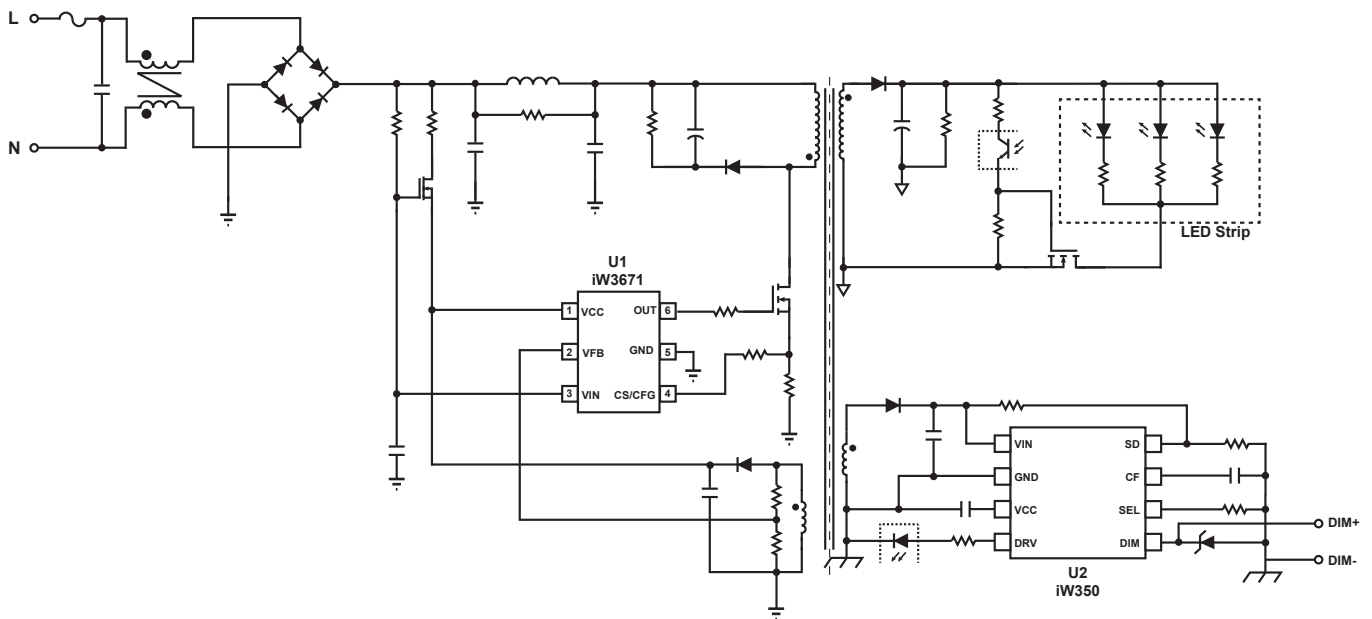 L
N
LED Strip
U1
iW3671
1 VCC
OUT 6
2 VFB
GND 5
3 VIN
CS/CFG 4
VIN
SD
GND
CF
VCC
SEL
DRV
DIM
DIM+
DIM-
U2
iW350